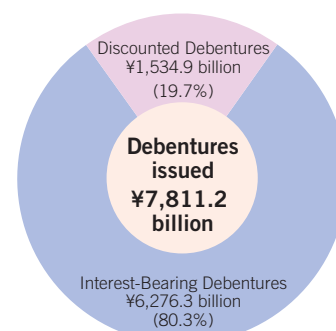 Discounted Debentures
¥1,534.9 billion
(19.7%)
Debentures
issued
¥7,811.2
billion
Interest-Bearing Debentures
¥6,276.3 billion
(80.3%)